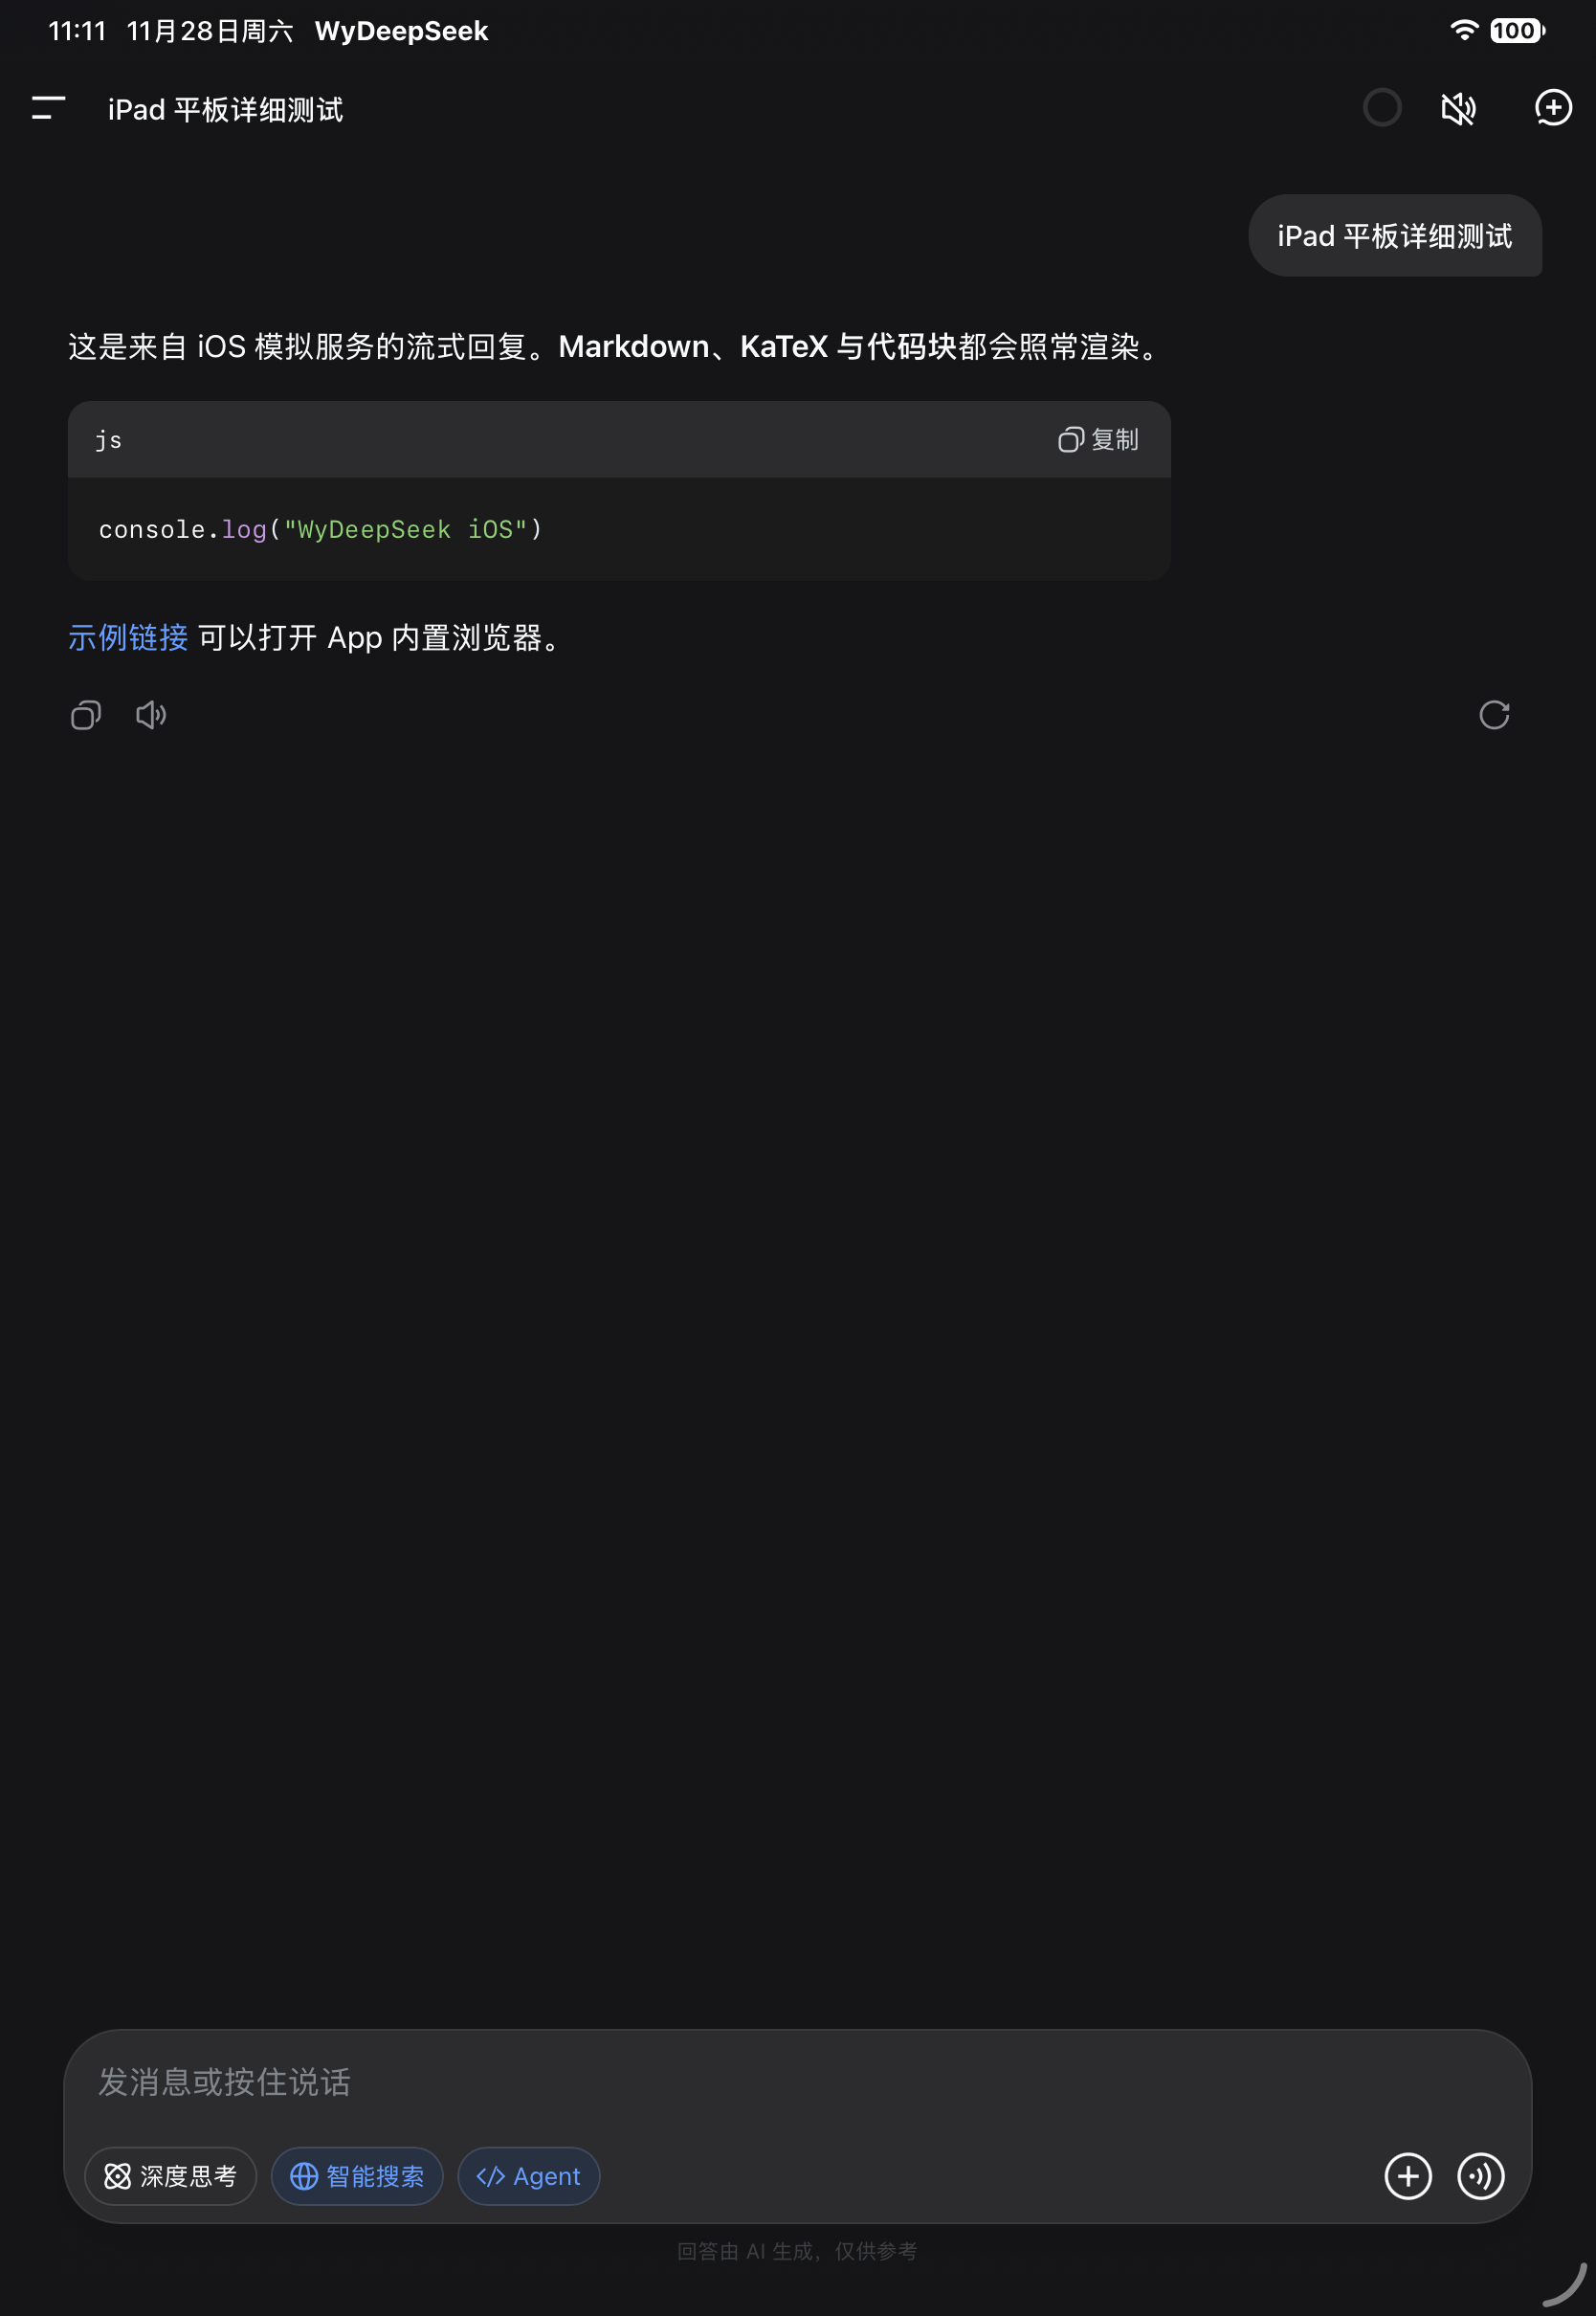 11:11 11月28日周六 WyDeepSeek 100
iPad 平板详细测试
iPad 平板详细测试
这是来自 iOS 模拟服务的流式回复。Markdown、KaTeX 与代码块都会照常渲染。
js 复制
console.log("WyDeepSeek iOS")
示例链接 可以打开 App 内置浏览器。
发消息或按住说话
深度思考 智能搜索 </> Agent
回答由 AI 生成，仅供参考